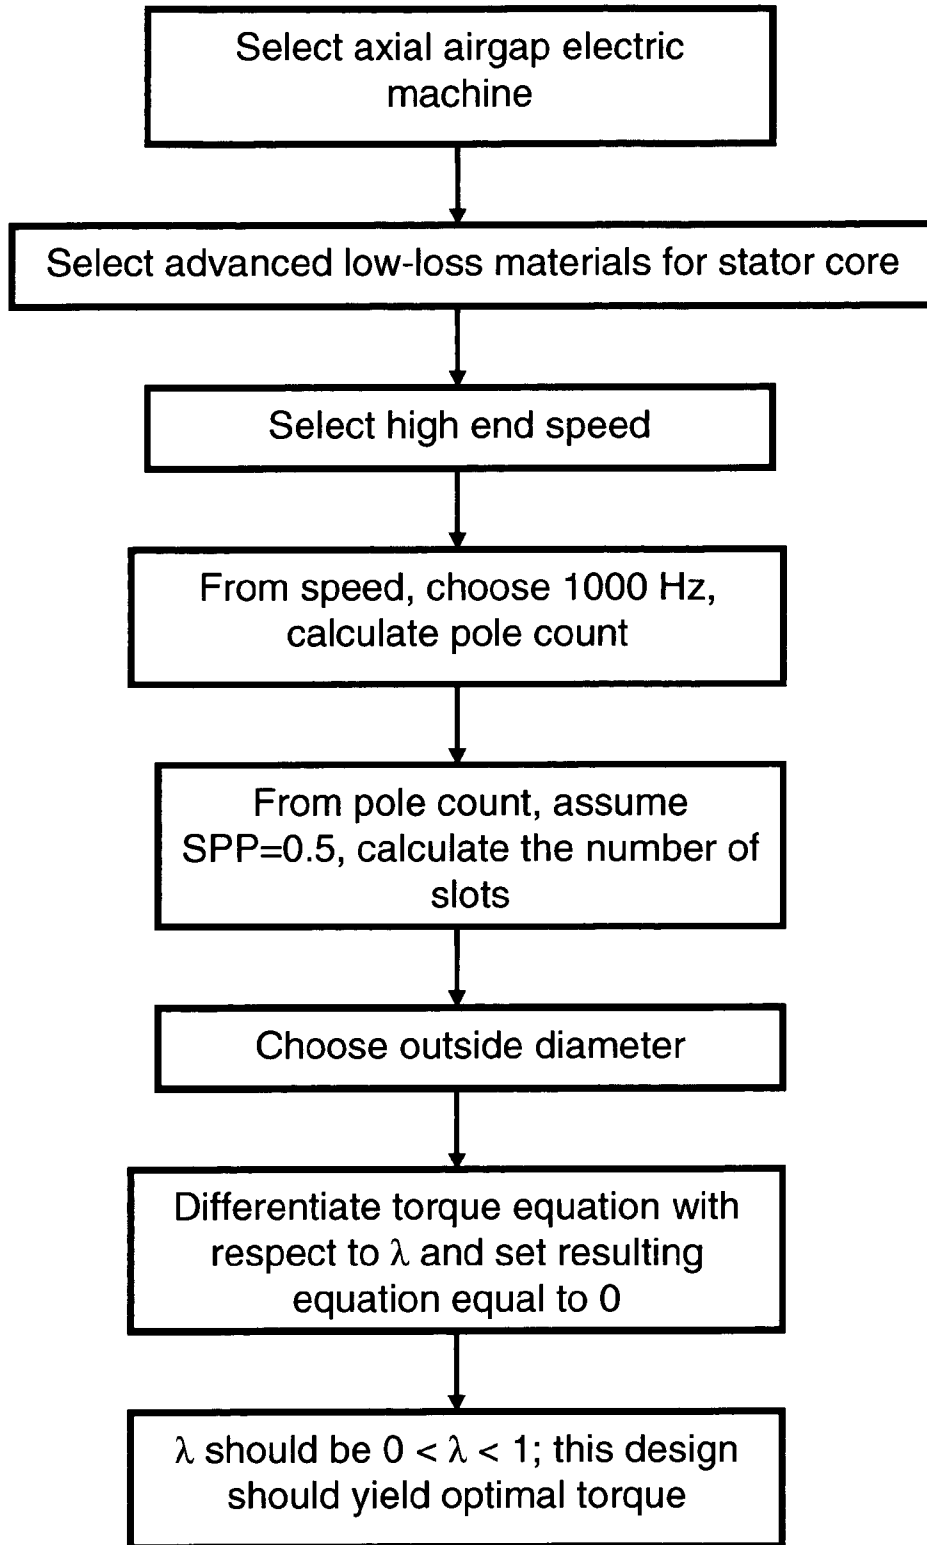 Select axial airgap electric
machine
Select advanced low-loss materials for stator core
Select high end speed
From speed, choose 1000 Hz,
calculate pole count
From pole count, assume
SPP=0.5, calculate the number of
slots
Choose outside diameter
Differentiate torque equation with
respect to λ and set resulting
equation equal to 0
λ should be 0 < λ < 1; this design
should yield optimal torque